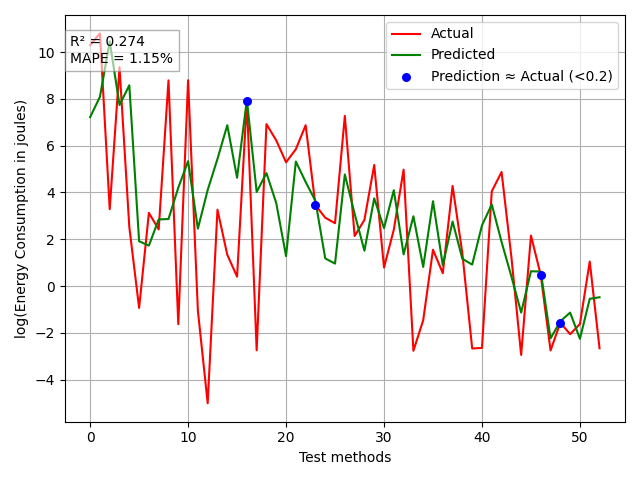 R² = 0.274
MAPE = 1.15%
Actual
Predicted
Prediction ≈ Actual (<0.2)
log(Energy Consumption in joules)
10
8
6
4
2
0
−2
−4
0 10 20 30 40 50
Test methods